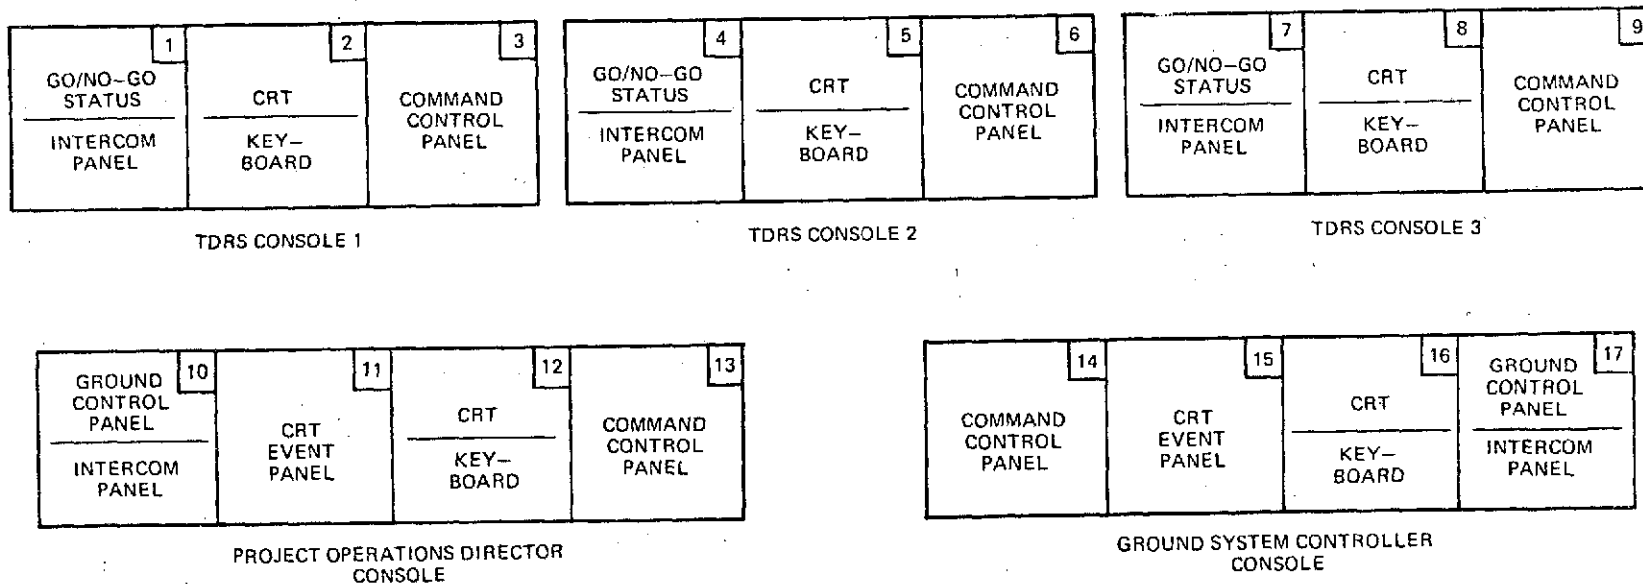 1
GO/NO-GO
STATUS
INTERCOM
PANEL
2
CRT
KEY-
BOARD
3
COMMAND
CONTROL
PANEL
TDRS CONSOLE 1
4
GO/NO-GO
STATUS
INTERCOM
PANEL
5
CRT
KEY-
BOARD
6
COMMAND
CONTROL
PANEL
TDRS CONSOLE 2
7
GO/NO-GO
STATUS
INTERCOM
PANEL
8
CRT
KEY-
BOARD
9
COMMAND
CONTROL
PANEL
TDRS CONSOLE 3
10
GROUND
CONTROL
PANEL
INTERCOM
PANEL
11
CRT
EVENT
PANEL
12
CRT
KEY-
BOARD
13
COMMAND
CONTROL
PANEL
PROJECT OPERATIONS DIRECTOR
CONSOLE
14
COMMAND
CONTROL
PANEL
15
CRT
EVENT
PANEL
16
CRT
KEY-
BOARD
17
GROUND
CONTROL
PANEL
INTERCOM
PANEL
GROUND SYSTEM CONTROLLER
CONSOLE